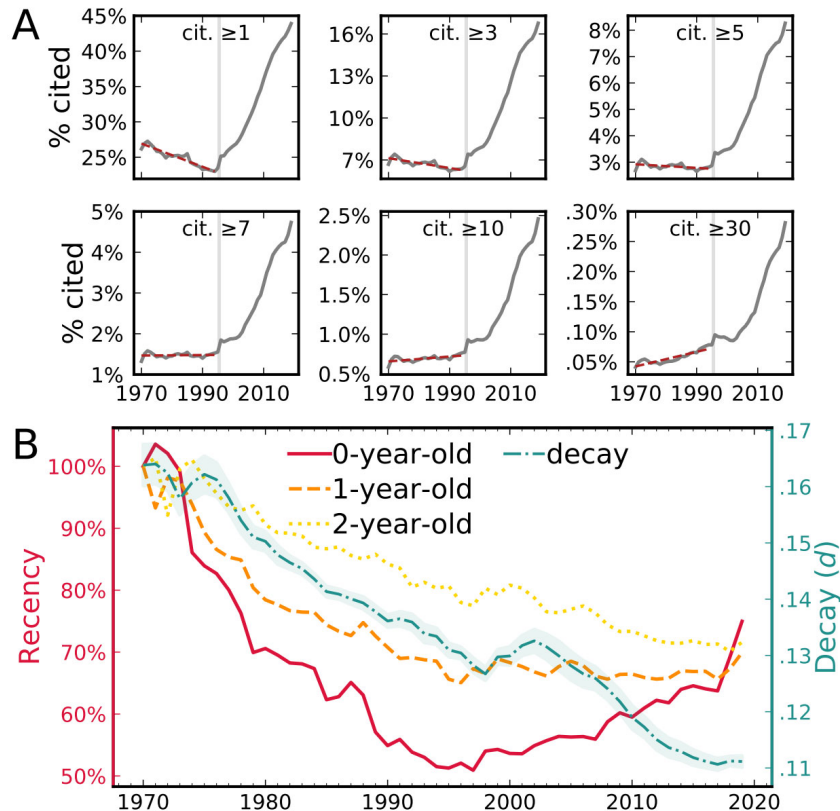 A
cit. ≥1
45%
40%
35%
30%
25%
% cited
cit. ≥3
16%
13%
10%
7%
cit. ≥5
8%
7%
6%
5%
4%
3%
cit. ≥7
5%
4%
3%
2%
1%
% cited
1970 1990 2010
cit. ≥10
2.5%
2.0%
1.5%
1.0%
0.5%
1970 1990 2010
cit. ≥30
.30%
.25%
.20%
.15%
.10%
.05%
1970 1990 2010
B
0-year-old
1-year-old
2-year-old
decay
100%
90%
80%
70%
60%
50%
Recency
.17
.16
.15
.14
.13
.12
.11
Decay (d)
1970 1980 1990 2000 2010 2020